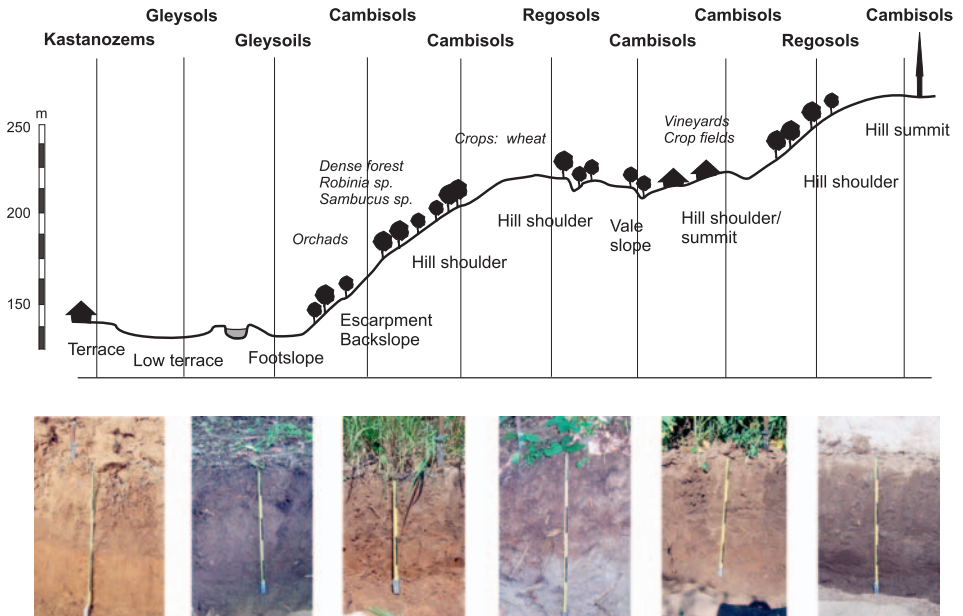 Gleysols
Cambisols
Regosols
Cambisols
Cambisols
Kastanozems
Gleysoils
Cambisols
Cambisols
Regosols
m
250
200
150
Crops: wheat
Vineyards
Crop fields
Hill summit
Dense forest
Robinia sp.
Sambucus sp.
Hill shoulder
Orchads
Hill shoulder
Vale
slope
Hill shoulder/
summit
Hill shoulder
Escarpment
Backslope
Terrace
Low terrace
Footslope